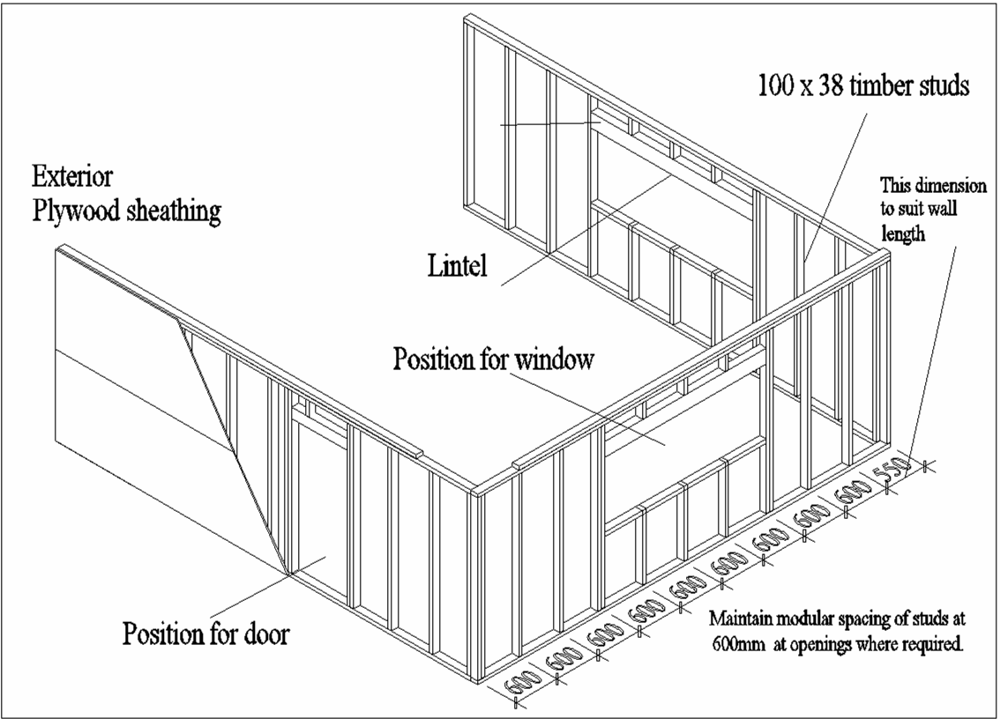 100 x 38 timber studs
Exterior
Plywood sheathing
This dimension
to suit wall
length
Lintel
Position for window
Position for door
600 600 600 600 600 600 600 600 600 550
Maintain modular spacing of studs at
600mm at openings where required.